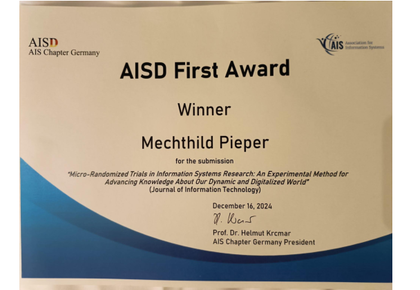 AISD
AIS Chapter Germany
AIS Association for
Information Systems
AISD First Award
Winner
Mechthild Pieper
for the submission
"Micro-Randomized Trials in Information Systems Research: An Experimental Method for
Advancing Knowledge About Our Dynamic and Digitalized World"
(Journal of Information Technology)
December 16, 2024
Prof. Dr. Helmut Krcmar
AIS Chapter Germany President